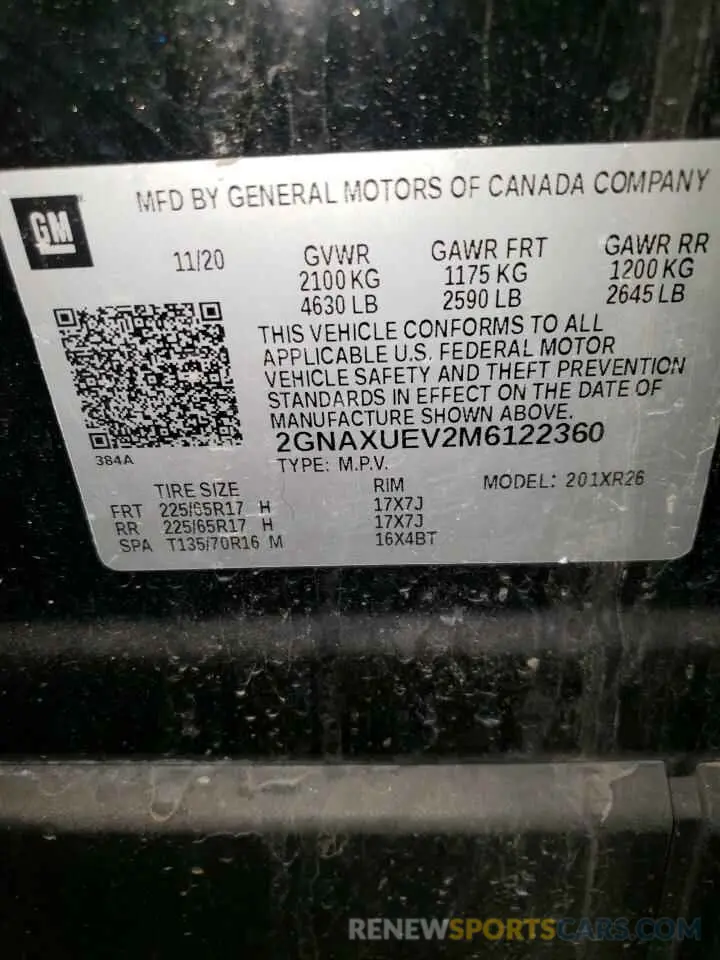 MFD BY GENERAL MOTORS OF CANADA COMPANY
GM
11/20
GVWR
2100 KG
4630 LB
GAWR FRT
1175 KG
2590 LB
GAWR RR
1200 KG
2645 LB
THIS VEHICLE CONFORMS TO ALL
APPLICABLE U.S. FEDERAL MOTOR
VEHICLE SAFETY AND THEFT PREVENTION
STANDARDS IN EFFECT ON THE DATE OF
MANUFACTURE SHOWN ABOVE.
384A
2GNAXUEV2M6122360
TYPE: M.P.V.
MODEL: 201XR26
TIRE SIZE RIM
FRT 225/65R17 H 17X7J
RR 225/65R17 H 17X7J
SPA T135/70R16 M 16X4BT
RENEWSPORTSCARS.COM